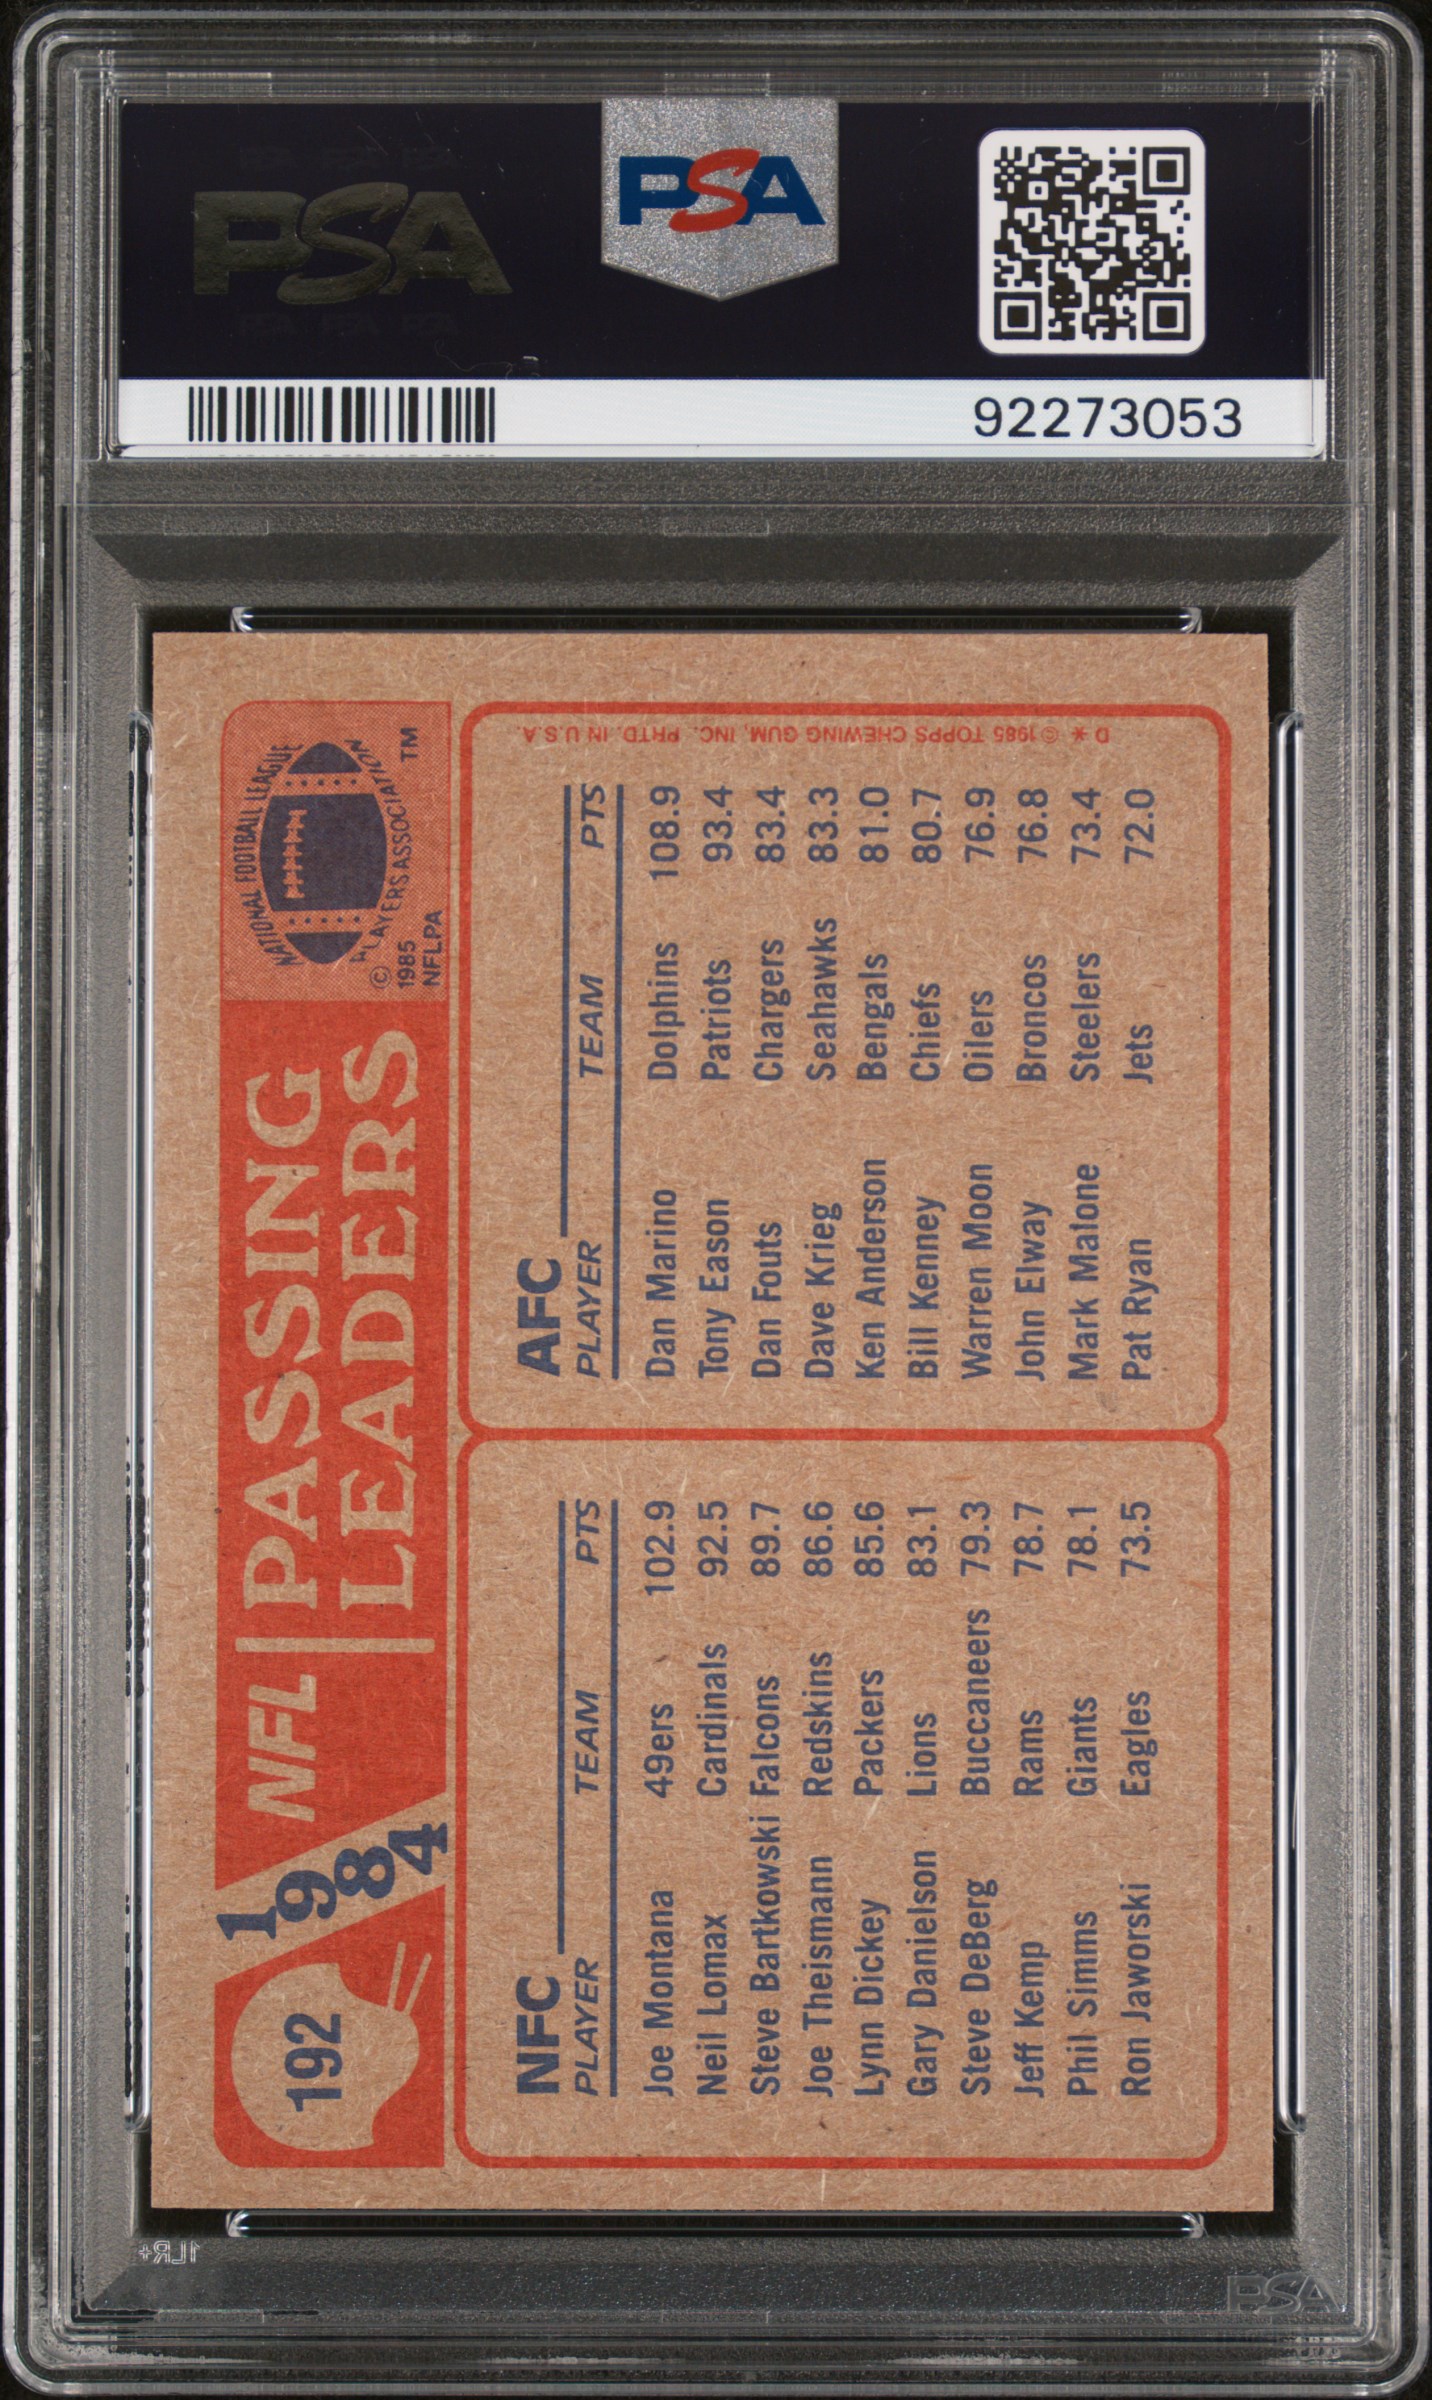 PSA
PSA
92273053
192
1984
NFL PASSING LEADERS
NATIONAL FOOTBALL LEAGUE
PLAYERS ASSOCIATION
TM
©
1985
NFLPA
NFC
PLAYER TEAM PTS
Joe Montana 49ers 102.9
Neil Lomax Cardinals 92.5
Steve Bartkowski Falcons 89.7
Joe Theismann Redskins 86.6
Lynn Dickey Packers 85.6
Gary Danielson Lions 83.1
Steve DeBerg Buccaneers 79.3
Jeff Kemp Rams 78.7
Phil Simms Giants 78.1
Ron Jaworski Eagles 73.5
AFC
PLAYER TEAM PTS
Dan Marino Dolphins 108.9
Tony Eason Patriots 93.4
Dan Fouts Chargers 83.4
Dave Krieg Seahawks 83.3
Ken Anderson Bengals 81.0
Bill Kenney Chiefs 80.7
Warren Moon Oilers 76.9
John Elway Broncos 76.8
Mark Malone Steelers 73.4
Pat Ryan Jets 72.0
D * © 1985 TOPPS CHEWING GUM, INC. PRTD. IN U.S.A.
1LR+
PSA